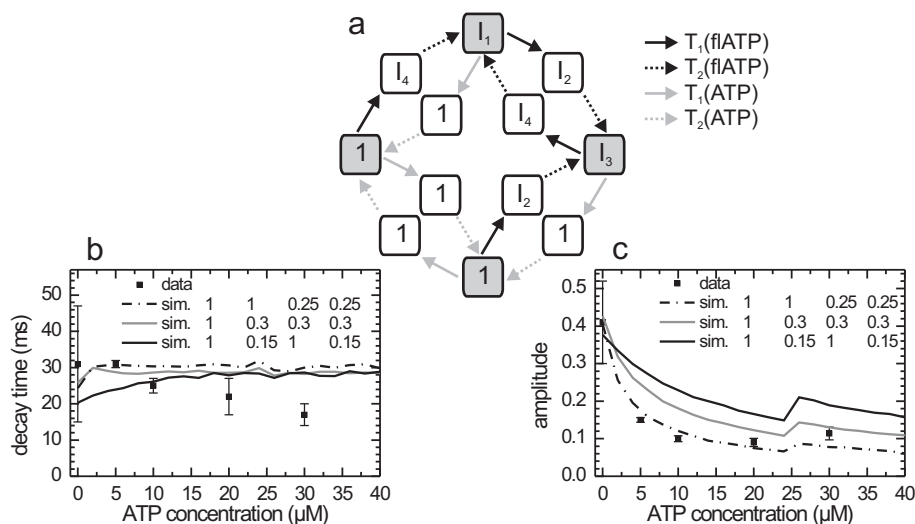 a
T₁(flATP)
T₂(flATP)
T₁(ATP)
T₂(ATP)
I₁
I₄ I₂
1 I₄
1 I₃
1 I₂
1 1
1
b
data
sim. 1 1 0.25 0.25
sim. 1 0.3 0.3 0.3
sim. 1 0.15 1 0.15
50
40
30
20
10
0
decay time (ms)
0 5 10 15 20 25 30 35 40
ATP concentration (µM)
c
data
sim. 1 1 0.25 0.25
sim. 1 0.3 0.3 0.3
sim. 1 0.15 1 0.15
0.5
0.4
0.3
0.2
0.1
0.0
amplitude
0 5 10 15 20 25 30 35 40
ATP concentration (µM)